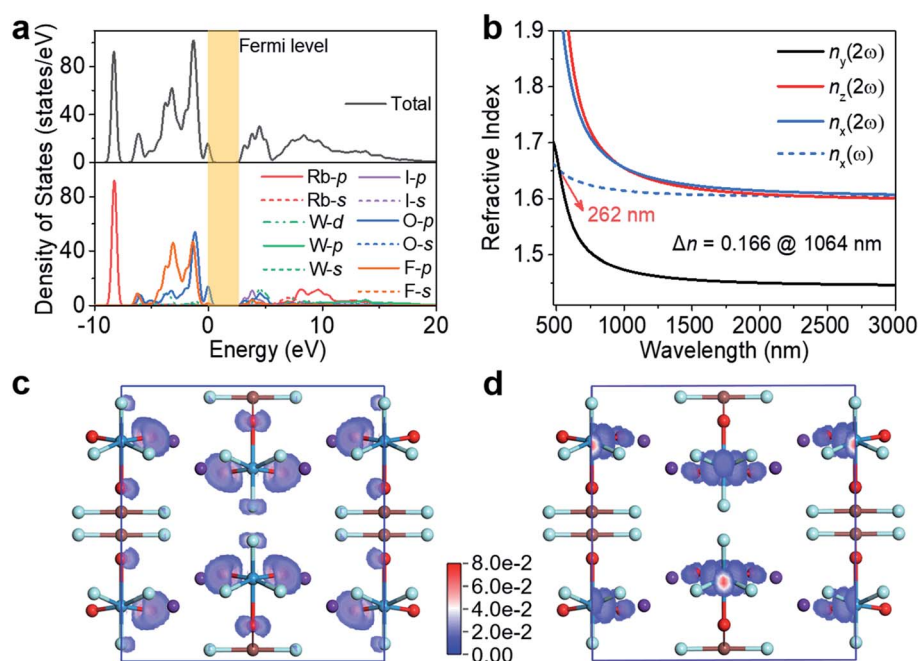 a
Density of States (states/eV)
80
40
0
80
40
0
Fermi level
Total
Rb-p
I-p
Rb-s
I-s
W-d
O-p
W-p
O-s
W-s
F-p
F-s
-10
0
10
20
Energy (eV)
b
Refractive Index
1.9
1.8
1.7
1.6
1.5
ny(2ω)
nz(2ω)
nx(2ω)
nx(ω)
262 nm
Δn = 0.166 @ 1064 nm
500
1000
1500
2000
2500
3000
Wavelength (nm)
c
8.0e-2
6.0e-2
4.0e-2
2.0e-2
0.00
d